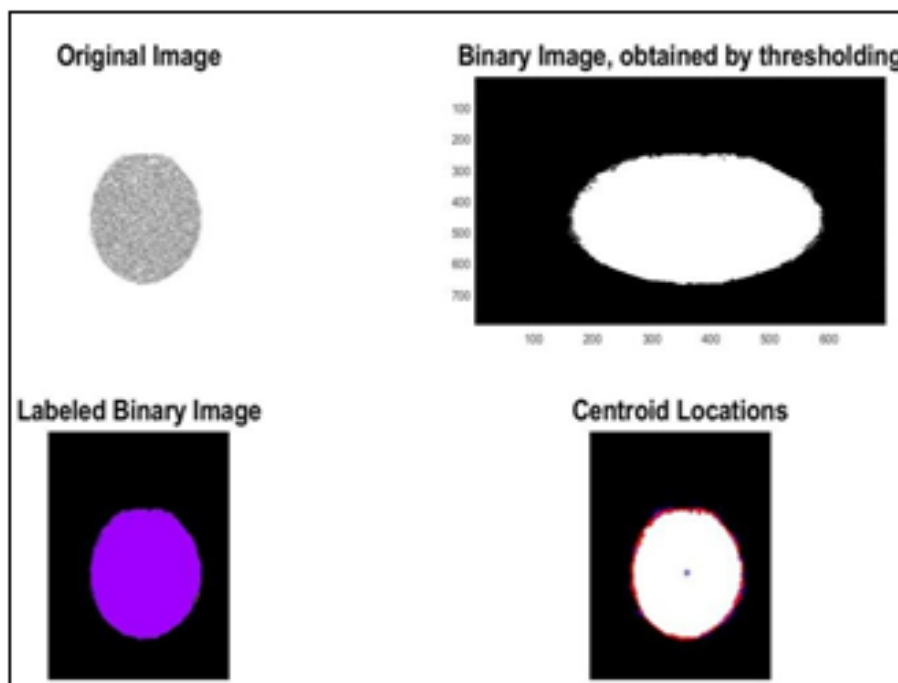 Original Image
Binary Image, obtained by thresholding
100
200
300
400
500
600
700
100 200 300 400 500 600
Labeled Binary Image
Centroid Locations